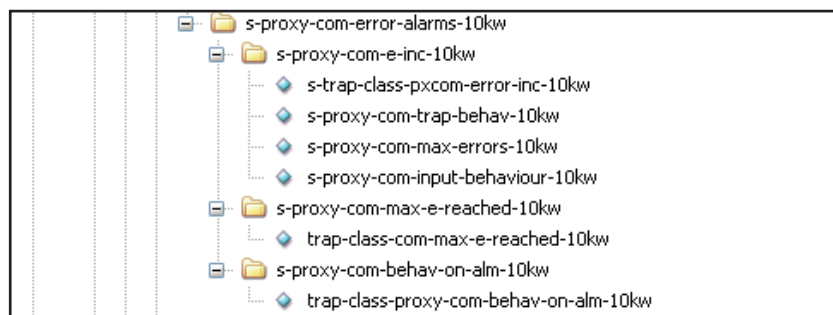 s-proxy-com-error-alarms-10kw
s-proxy-com-e-inc-10kw
s-trap-class-pxcom-error-inc-10kw
s-proxy-com-trap-behav-10kw
s-proxy-com-max-errors-10kw
s-proxy-com-input-behaviour-10kw
s-proxy-com-max-e-reached-10kw
trap-class-com-max-e-reached-10kw
s-proxy-com-behav-on-alm-10kw
trap-class-proxy-com-behav-on-alm-10kw